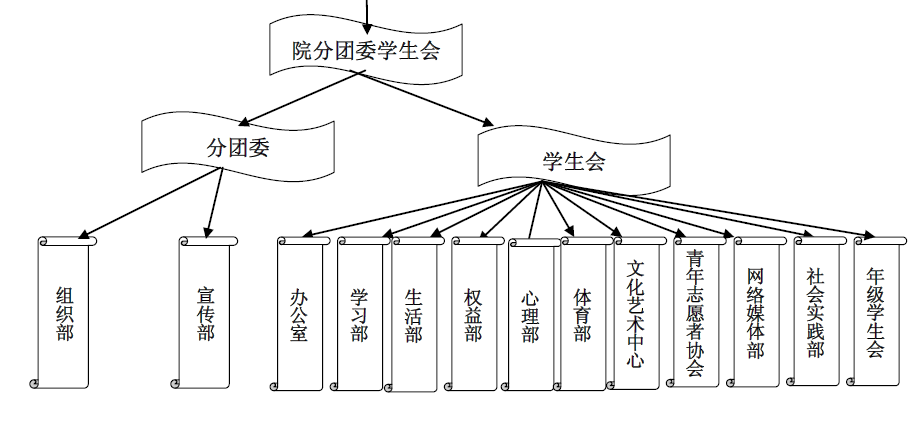 院分团委学生会
分团委
学生会
组织部
宣传部
办公室
学习部
生活部
权益部
心理部
体育部
文化艺术中心
青年志愿者协会
网络媒体部
社会实践部
年级学生会